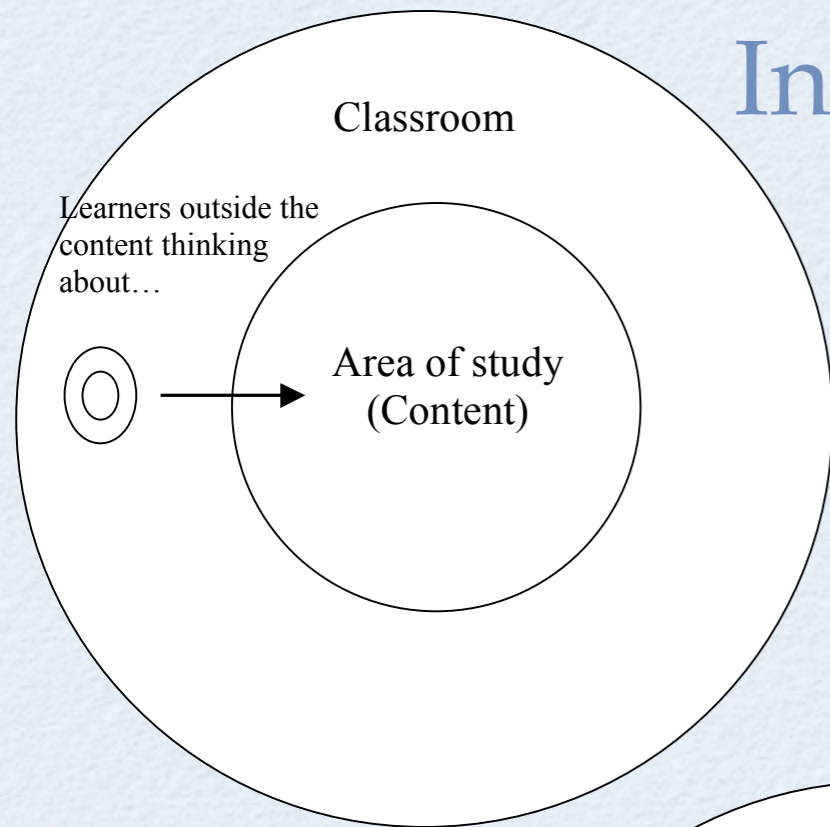 In
Classroom
Learners outside the
content thinking
about…
Area of study
(Content)